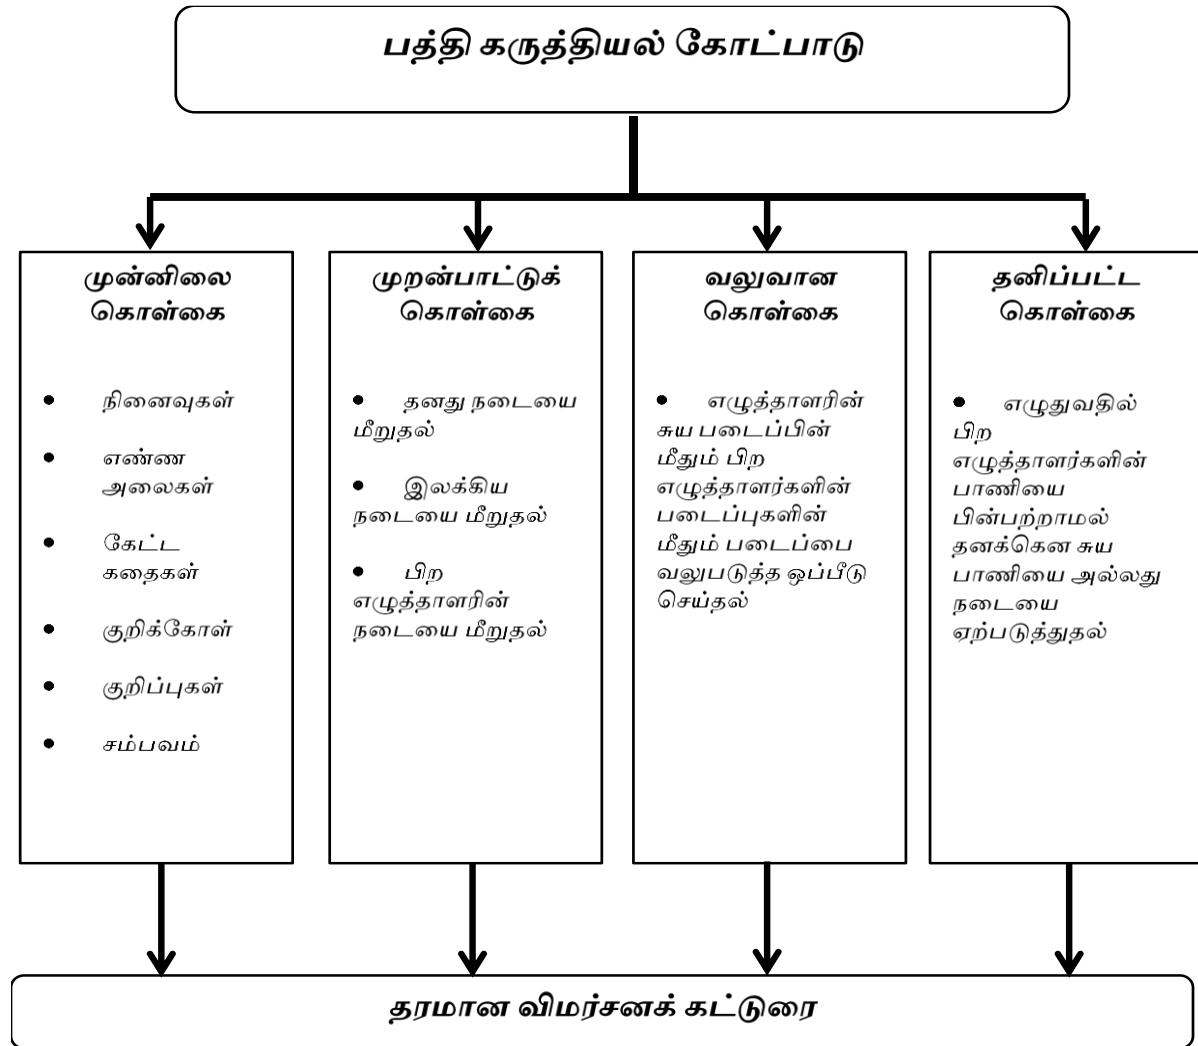 பத்தி கருத்தியல் கோட்பாடு
முன்னிலை
கொள்கை
• நினைவுகள்
• எண்ண
அலைகள்
• கேட்ட
கதைகள்
• குறிக்கோள்
• குறிப்புகள்
• சம்பவம்
முறன்பாட்டுக்
கொள்கை
• தனது நடையை
மீறுதல்
• இலக்கிய
நடையை மீறுதல்
• பிற
எழுத்தாளரின்
நடையை மீறுதல்
வலுவான
கொள்கை
• எழுத்தாளரின்
சுய படைப்பின்
மீதும் பிற
எழுத்தாளர்களின்
படைப்புகளின்
மீதும் படைப்பை
வலுபடுத்த ஒப்பீடு
செய்தல்
தனிப்பட்ட
கொள்கை
• எழுதுவதில்
பிற
எழுத்தாளர்களின்
பாணியை
பின்பற்றாமல்
தனக்கென சுய
பாணியை அல்லது
நடையை
ஏற்படுத்துதல்
தரமான விமர்சனக் கட்டுரை